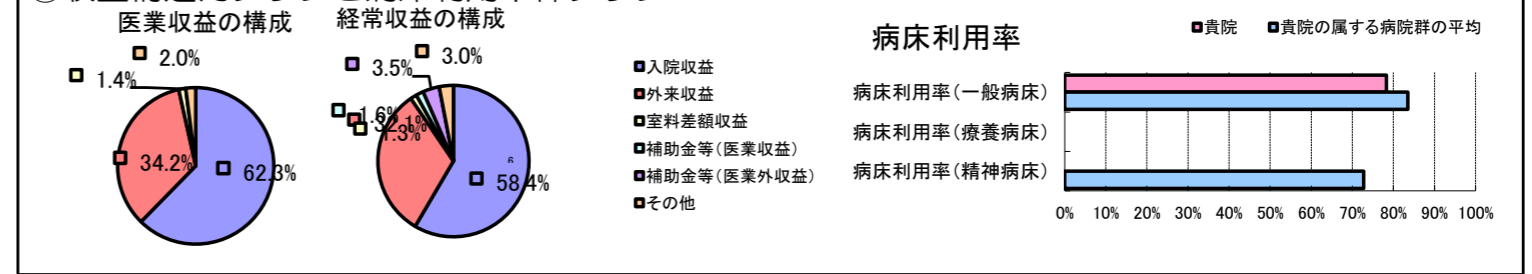 医業収益の構成
2.0%
1.4%
34.2%
62.3%
経常収益の構成
3.0%
3.5%
1.6%
32.1%
1.3%
58.4%
入院収益
外来収益
室料差額収益
補助金等(医業収益)
補助金等(医業外収益)
その他
病床利用率
貴院 貴院の属する病院群の平均
病床利用率(一般病床)
病床利用率(療養病床)
病床利用率(精神病床)
0% 10% 20% 30% 40% 50% 60% 70% 80% 90% 100%